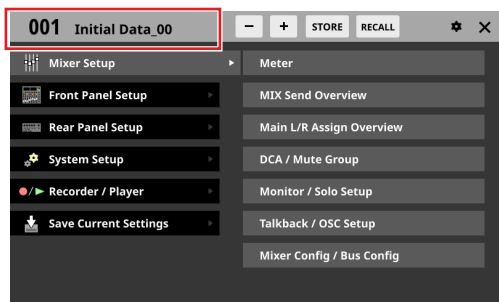 001 Initial Data_00
− + STORE RECALL
Mixer Setup
Front Panel Setup
Rear Panel Setup
System Setup
Recorder / Player
Save Current Settings
Meter
MIX Send Overview
Main L/R Assign Overview
DCA / Mute Group
Monitor / Solo Setup
Talkback / OSC Setup
Mixer Config / Bus Config